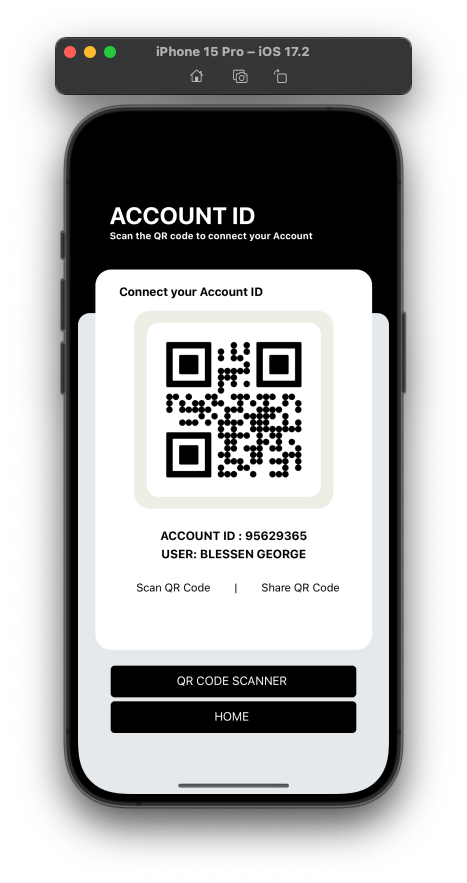 iPhone 15 Pro – iOS 17.2
ACCOUNT ID
Scan the QR code to connect your Account
Connect your Account ID
ACCOUNT ID : 95629365
USER: BLESSEN GEORGE
Scan QR Code | Share QR Code
QR CODE SCANNER
HOME